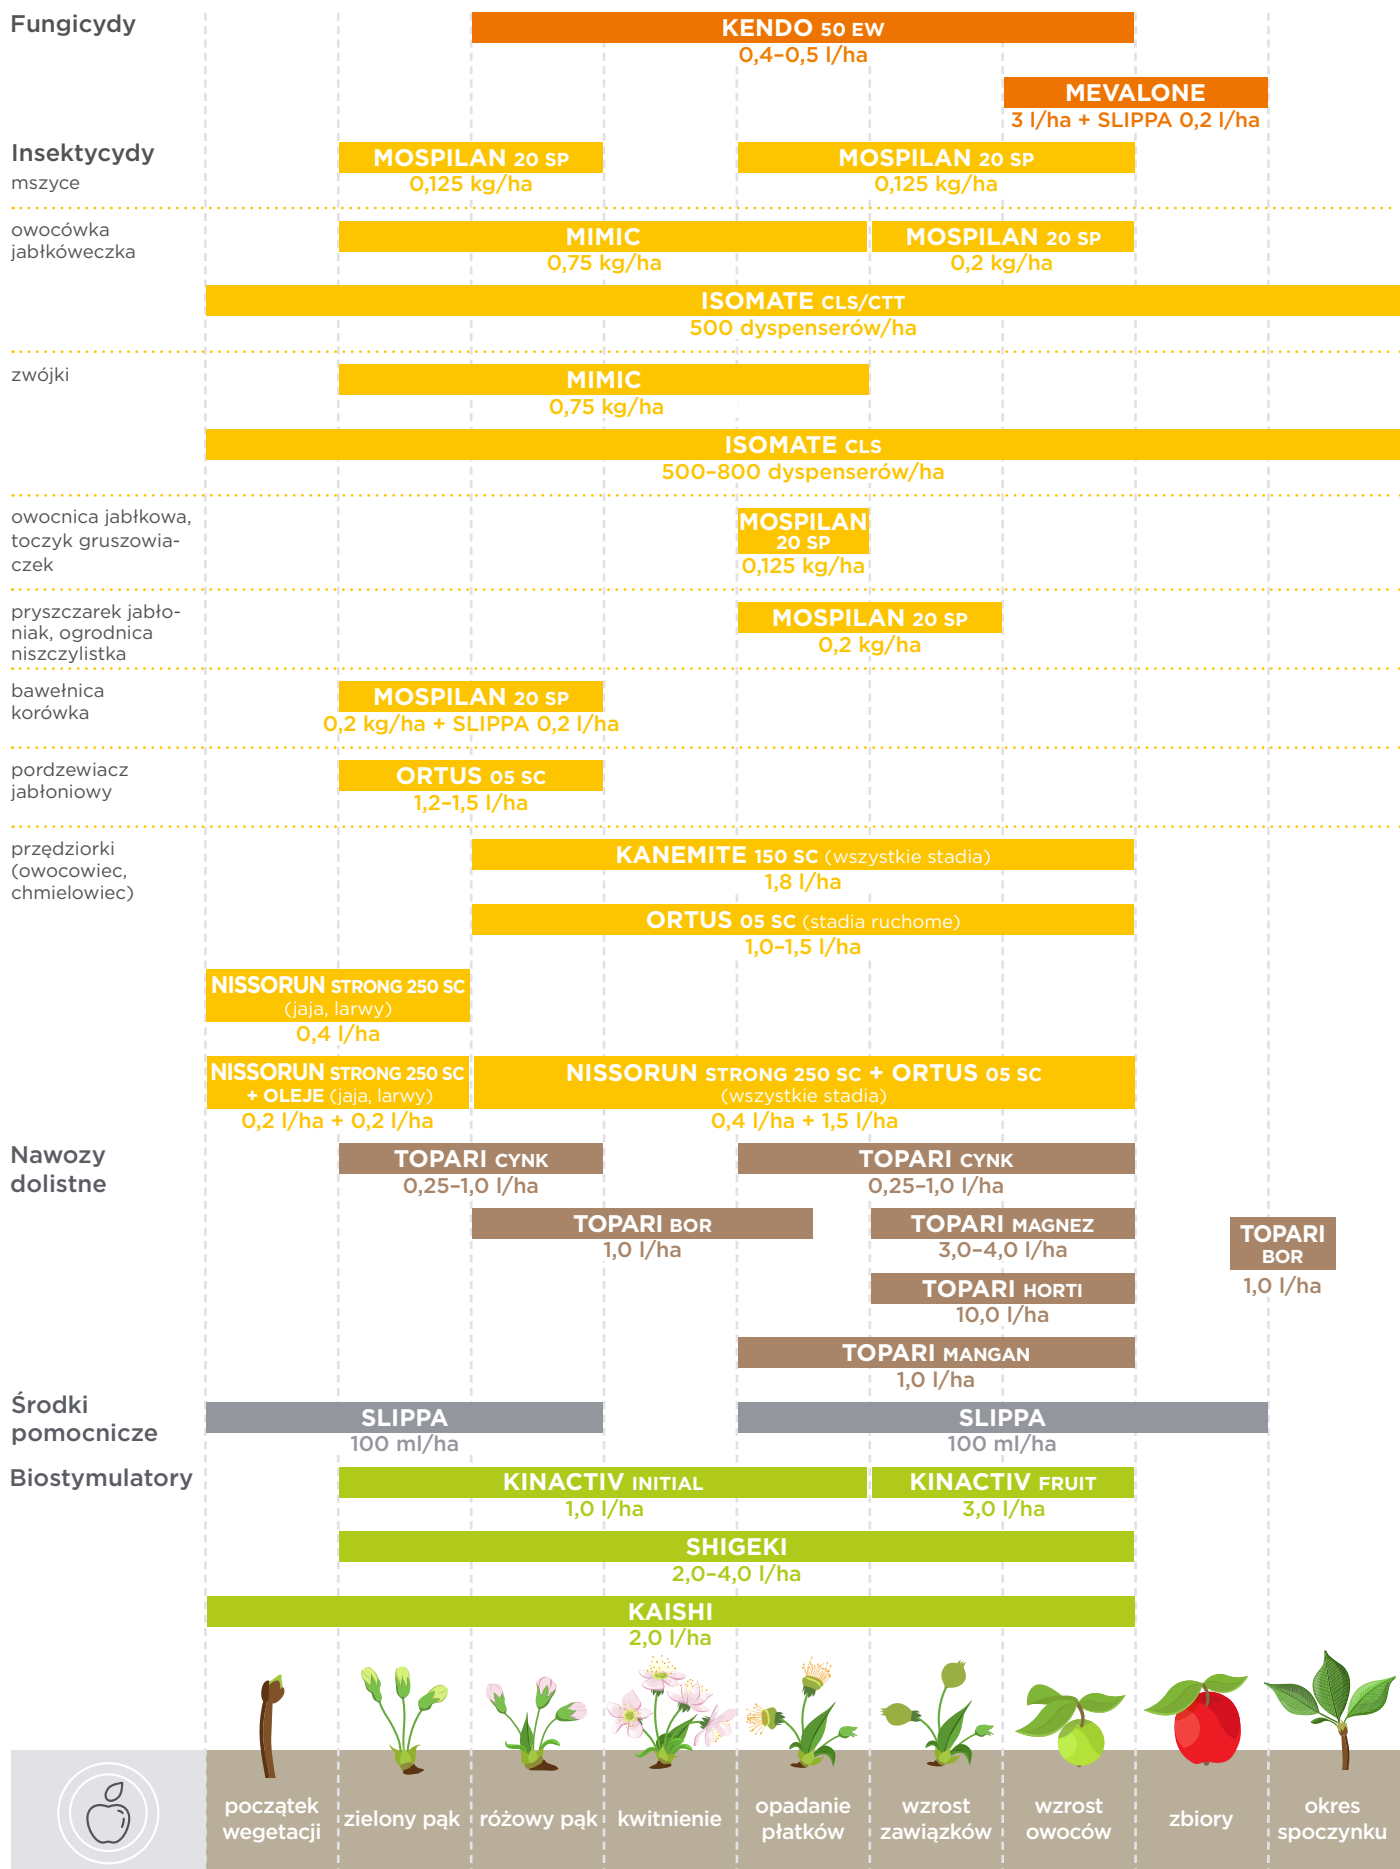 Fungicydy
KENDO 50 EW
0,4–0,5 l/ha
MEVALONE
3 l/ha + SLIPPA 0,2 l/ha
Insektycydy
mszyce
MOSPILAN 20 SP
0,125 kg/ha
MOSPILAN 20 SP
0,125 kg/ha
owocówka
jabłkóweczka
MIMIC
0,75 kg/ha
MOSPILAN 20 SP
0,2 kg/ha
ISOMATE CLS/CTT
500 dyspenserów/ha
zwójki
MIMIC
0,75 kg/ha
ISOMATE CLS
500–800 dyspenserów/ha
owocnica jabłkowa,
toczyk gruszowia-
czek
MOSPILAN
20 SP
0,125 kg/ha
pryszczarek jabło-
niak, ogrodnica
niszczylistka
MOSPILAN 20 SP
0,2 kg/ha
bawełnica
korówka
MOSPILAN 20 SP
0,2 kg/ha + SLIPPA 0,2 l/ha
pordzewiacz
jabłoniowy
ORTUS 05 SC
1,2–1,5 l/ha
przędziorki
(owocowiec,
chmielowiec)
KANEMITE 150 SC (wszystkie stadia)
1,8 l/ha
ORTUS 05 SC (stadia ruchome)
1,0–1,5 l/ha
NISSORUN STRONG 250 SC
(jaja, larwy)
0,4 l/ha
NISSORUN STRONG 250 SC
+ OLEJE (jaja, larwy)
0,2 l/ha + 0,2 l/ha
NISSORUN STRONG 250 SC + ORTUS 05 SC
(wszystkie stadia)
0,4 l/ha + 1,5 l/ha
Nawozy
dolistne
TOPARI CYNK
0,25–1,0 l/ha
TOPARI CYNK
0,25–1,0 l/ha
TOPARI BOR
1,0 l/ha
TOPARI MAGNEZ
3,0–4,0 l/ha
TOPARI
BOR
1,0 l/ha
TOPARI HORTI
10,0 l/ha
TOPARI MANGAN
1,0 l/ha
Środki
pomocnicze
SLIPPA
100 ml/ha
SLIPPA
100 ml/ha
Biostymulatory
KINACTIV INITIAL
1,0 l/ha
KINACTIV FRUIT
3,0 l/ha
SHIGEKI
2,0–4,0 l/ha
KAISHI
2,0 l/ha
początek
wegetacji
zielony pąk
różowy pąk
kwitnienie
opadanie
płatków
wzrost
zawiązków
wzrost
owoców
zbiory
okres
spoczynku